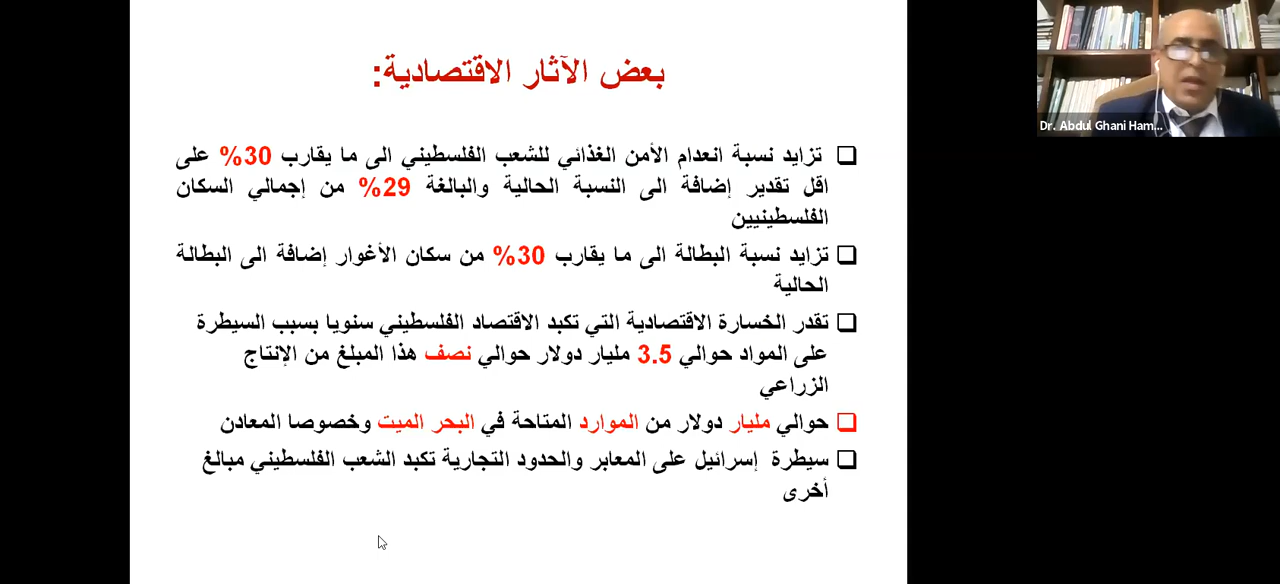 بعض الآثار الاقتصادية:
تزايد نسبة انعدام الأمن الغذائي للشعب الفلسطيني الى ما يقارب 30% على
اقل تقدير إضافة الى النسبة الحالية والبالغة 29% من إجمالي السكان
الفلسطينيين
تزايد نسبة البطالة الى ما يقارب 30% من سكان الأغوار إضافة الى البطالة
الحالية
تقدر الخسارة الاقتصادية التي تكبد الاقتصاد الفلسطيني سنويا بسبب السيطرة
على المواد حوالي 3.5 مليار دولار حوالي نصف هذا المبلغ من الإنتاج
الزراعي
حوالي مليار دولار من الموارد المتاحة في البحر الميت وخصوصا المعادن
سيطرة إسرائيل على المعابر والحدود التجارية تكبد الشعب الفلسطيني مبالغ
أخرى
Dr. Abdul Ghani Ham...